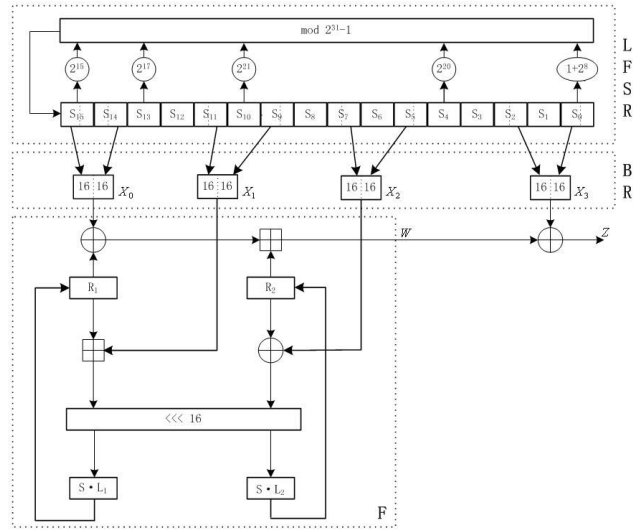 mod 2³¹-1
2¹⁵ 2¹⁷ 2²¹ 2²⁰ 1+2⁸
S₁₅ S₁₄ S₁₃ S₁₂ S₁₁ S₁₀ S₉ S₈ S₇ S₆ S₅ S₄ S₃ S₂ S₁ S₀
LFSR
16 16 X₀ 16 16 X₁ 16 16 X₂ 16 16 X₃
BR
W Z
R₁ R₂
<<< 16
S·L₁ S·L₂
F